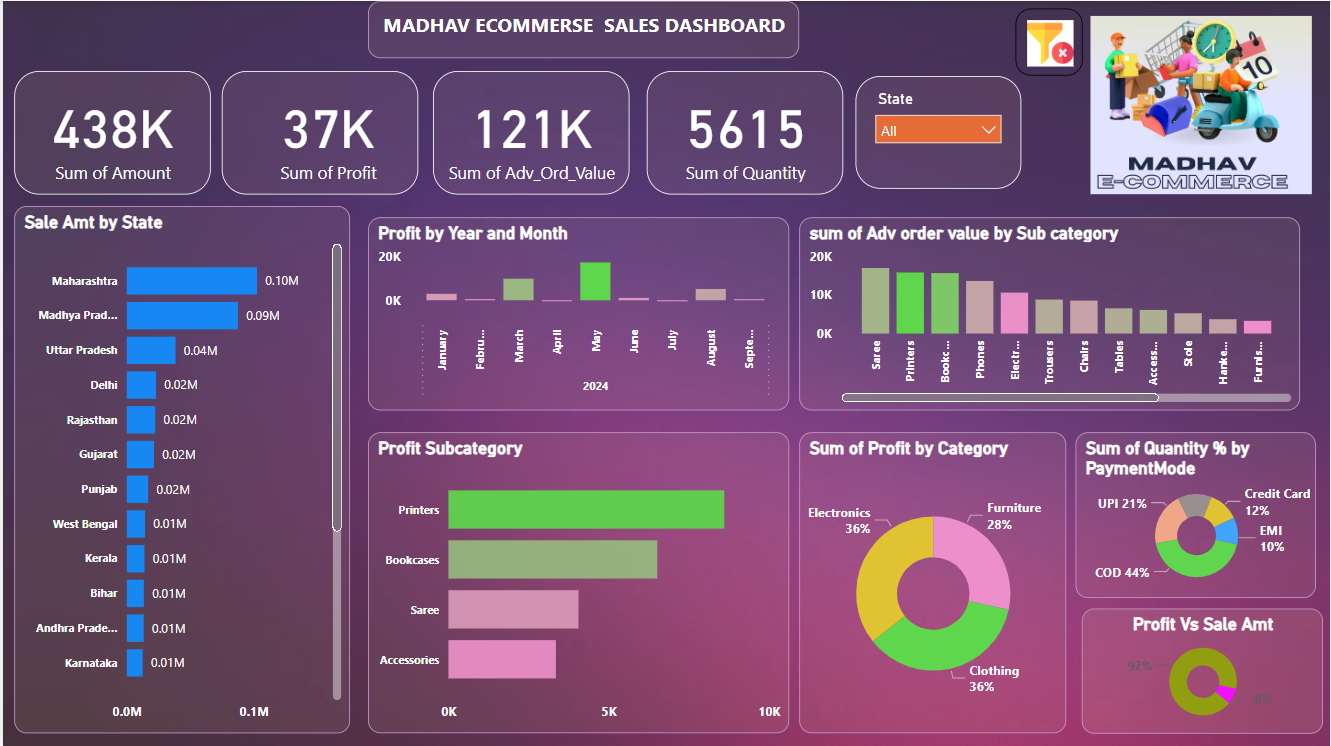 MADHAV ECOMMERSE SALES DASHBOARD
438K
Sum of Amount
37K
Sum of Profit
121K
Sum of Adv_Ord_Value
5615
Sum of Quantity
State
All
10
MADHAV
E-COMMERCE
Sale Amt by State
Maharashtra
0.10M
Madhya Prad...
0.09M
Uttar Pradesh
0.04M
Delhi
0.02M
Rajasthan
0.02M
Gujarat
0.02M
Punjab
0.02M
West Bengal
0.01M
Kerala
0.01M
Bihar
0.01M
Andhra Prade...
0.01M
Karnataka
0.01M
0.0M
0.1M
Profit by Year and Month
20K
0K
January
Febru...
March
April
May
June
July
August
Septe...
2024
sum of Adv order value by Sub category
20K
10K
0K
Saree
Printers
Bookc...
Phones
Electr...
Trousers
Chairs
Tables
Access...
Stole
Hanke...
Furnis...
Profit Subcategory
Printers
Bookcases
Saree
Accessories
0K
5K
10K
Sum of Profit by Category
Electronics
36%
Furniture
28%
Clothing
36%
Sum of Quantity % by
PaymentMode
UPI 21%
Credit Card
12%
EMI
10%
COD 44%
Profit Vs Sale Amt
92%
8%